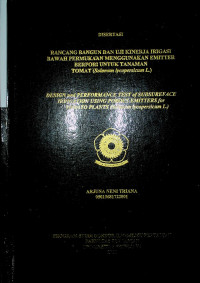 DISERTASI
RANCANG BANGUN DAN UJI KINERJA IRIGASI
BAWAH PERMUKAAN MENGGUNAKAN EMITTER
BERPORI UNTUK TANAMAN
TOMAT (Solanum lycopersicum L.)
DESIGN and PERFORMANCE TEST of SUBSURFACE
IRRIGATION USING POROUS EMITTERS for
PLANTS (Solanum lycopersicum L.)
ARJUNA NENI TRIANA